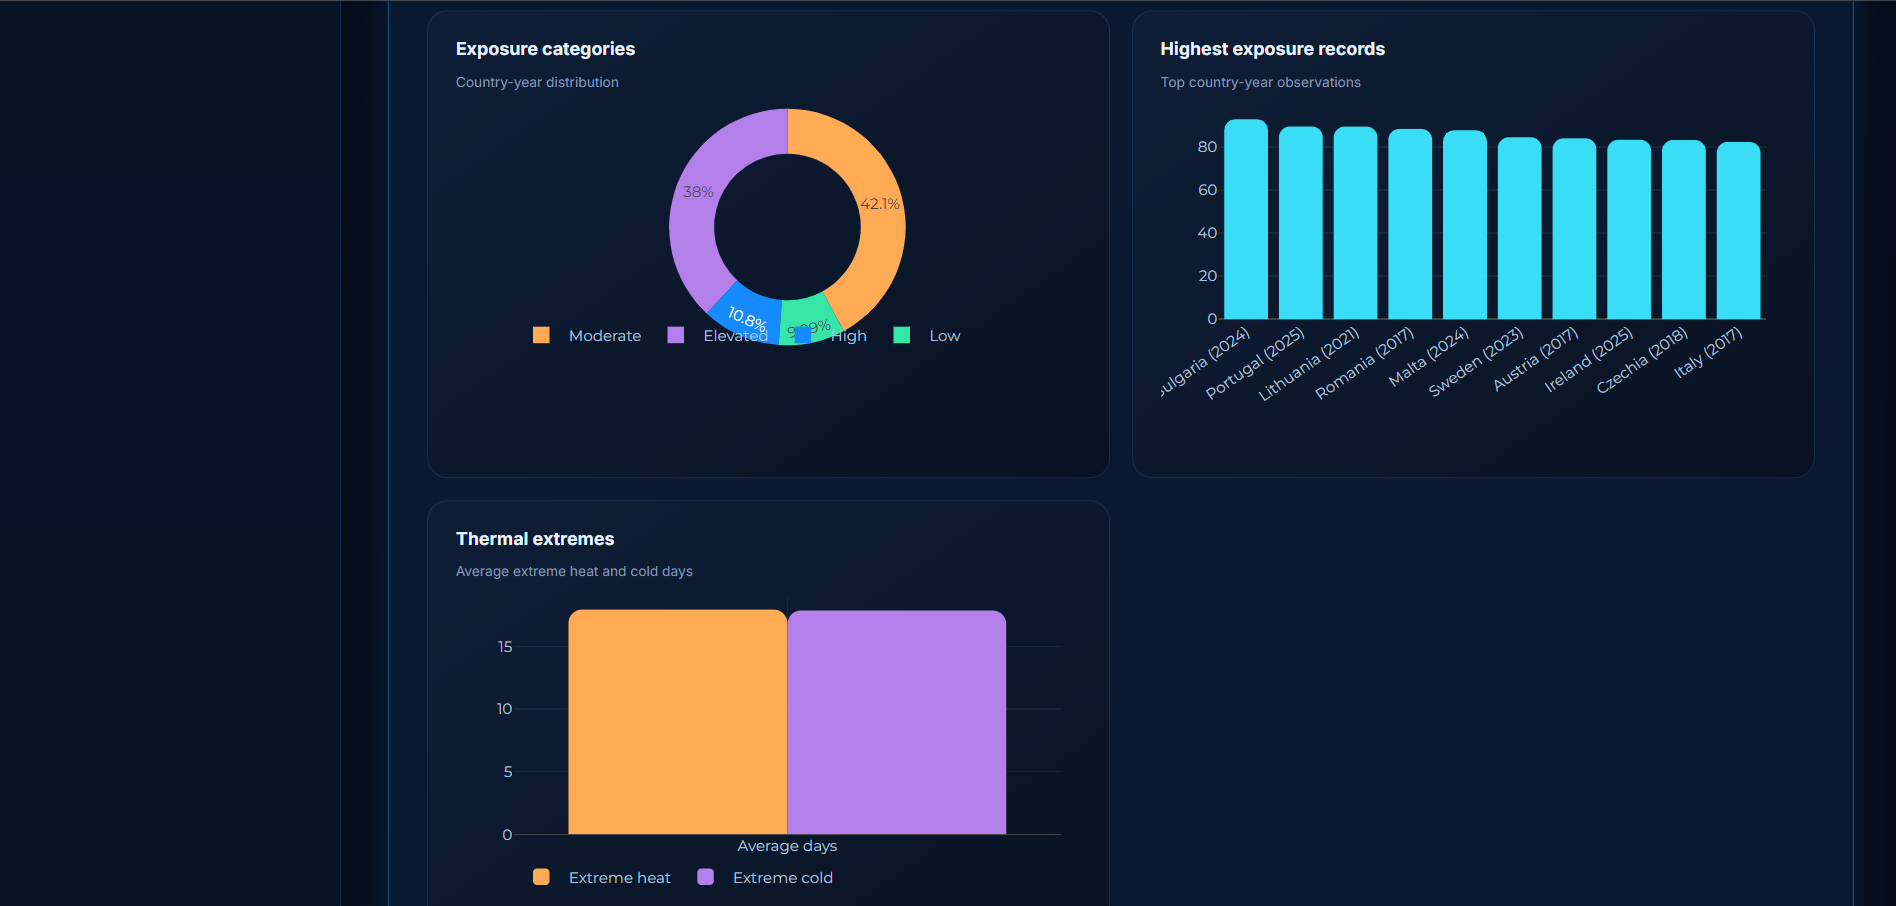 Exposure categories
Country-year distribution
38%
42.1%
10.8%
Moderate
Elevated
High
Low
Highest exposure records
Top country-year observations
80
60
40
20
0
Portugal (2025)
Lithuania (2021)
Romania (2017)
Malta (2024)
Sweden (2023)
Austria (2017)
Ireland (2025)
Czechia (2018)
Italy (2017)
(2024)
Thermal extremes
Average extreme heat and cold days
15
10
5
0
Average days
Extreme heat
Extreme cold